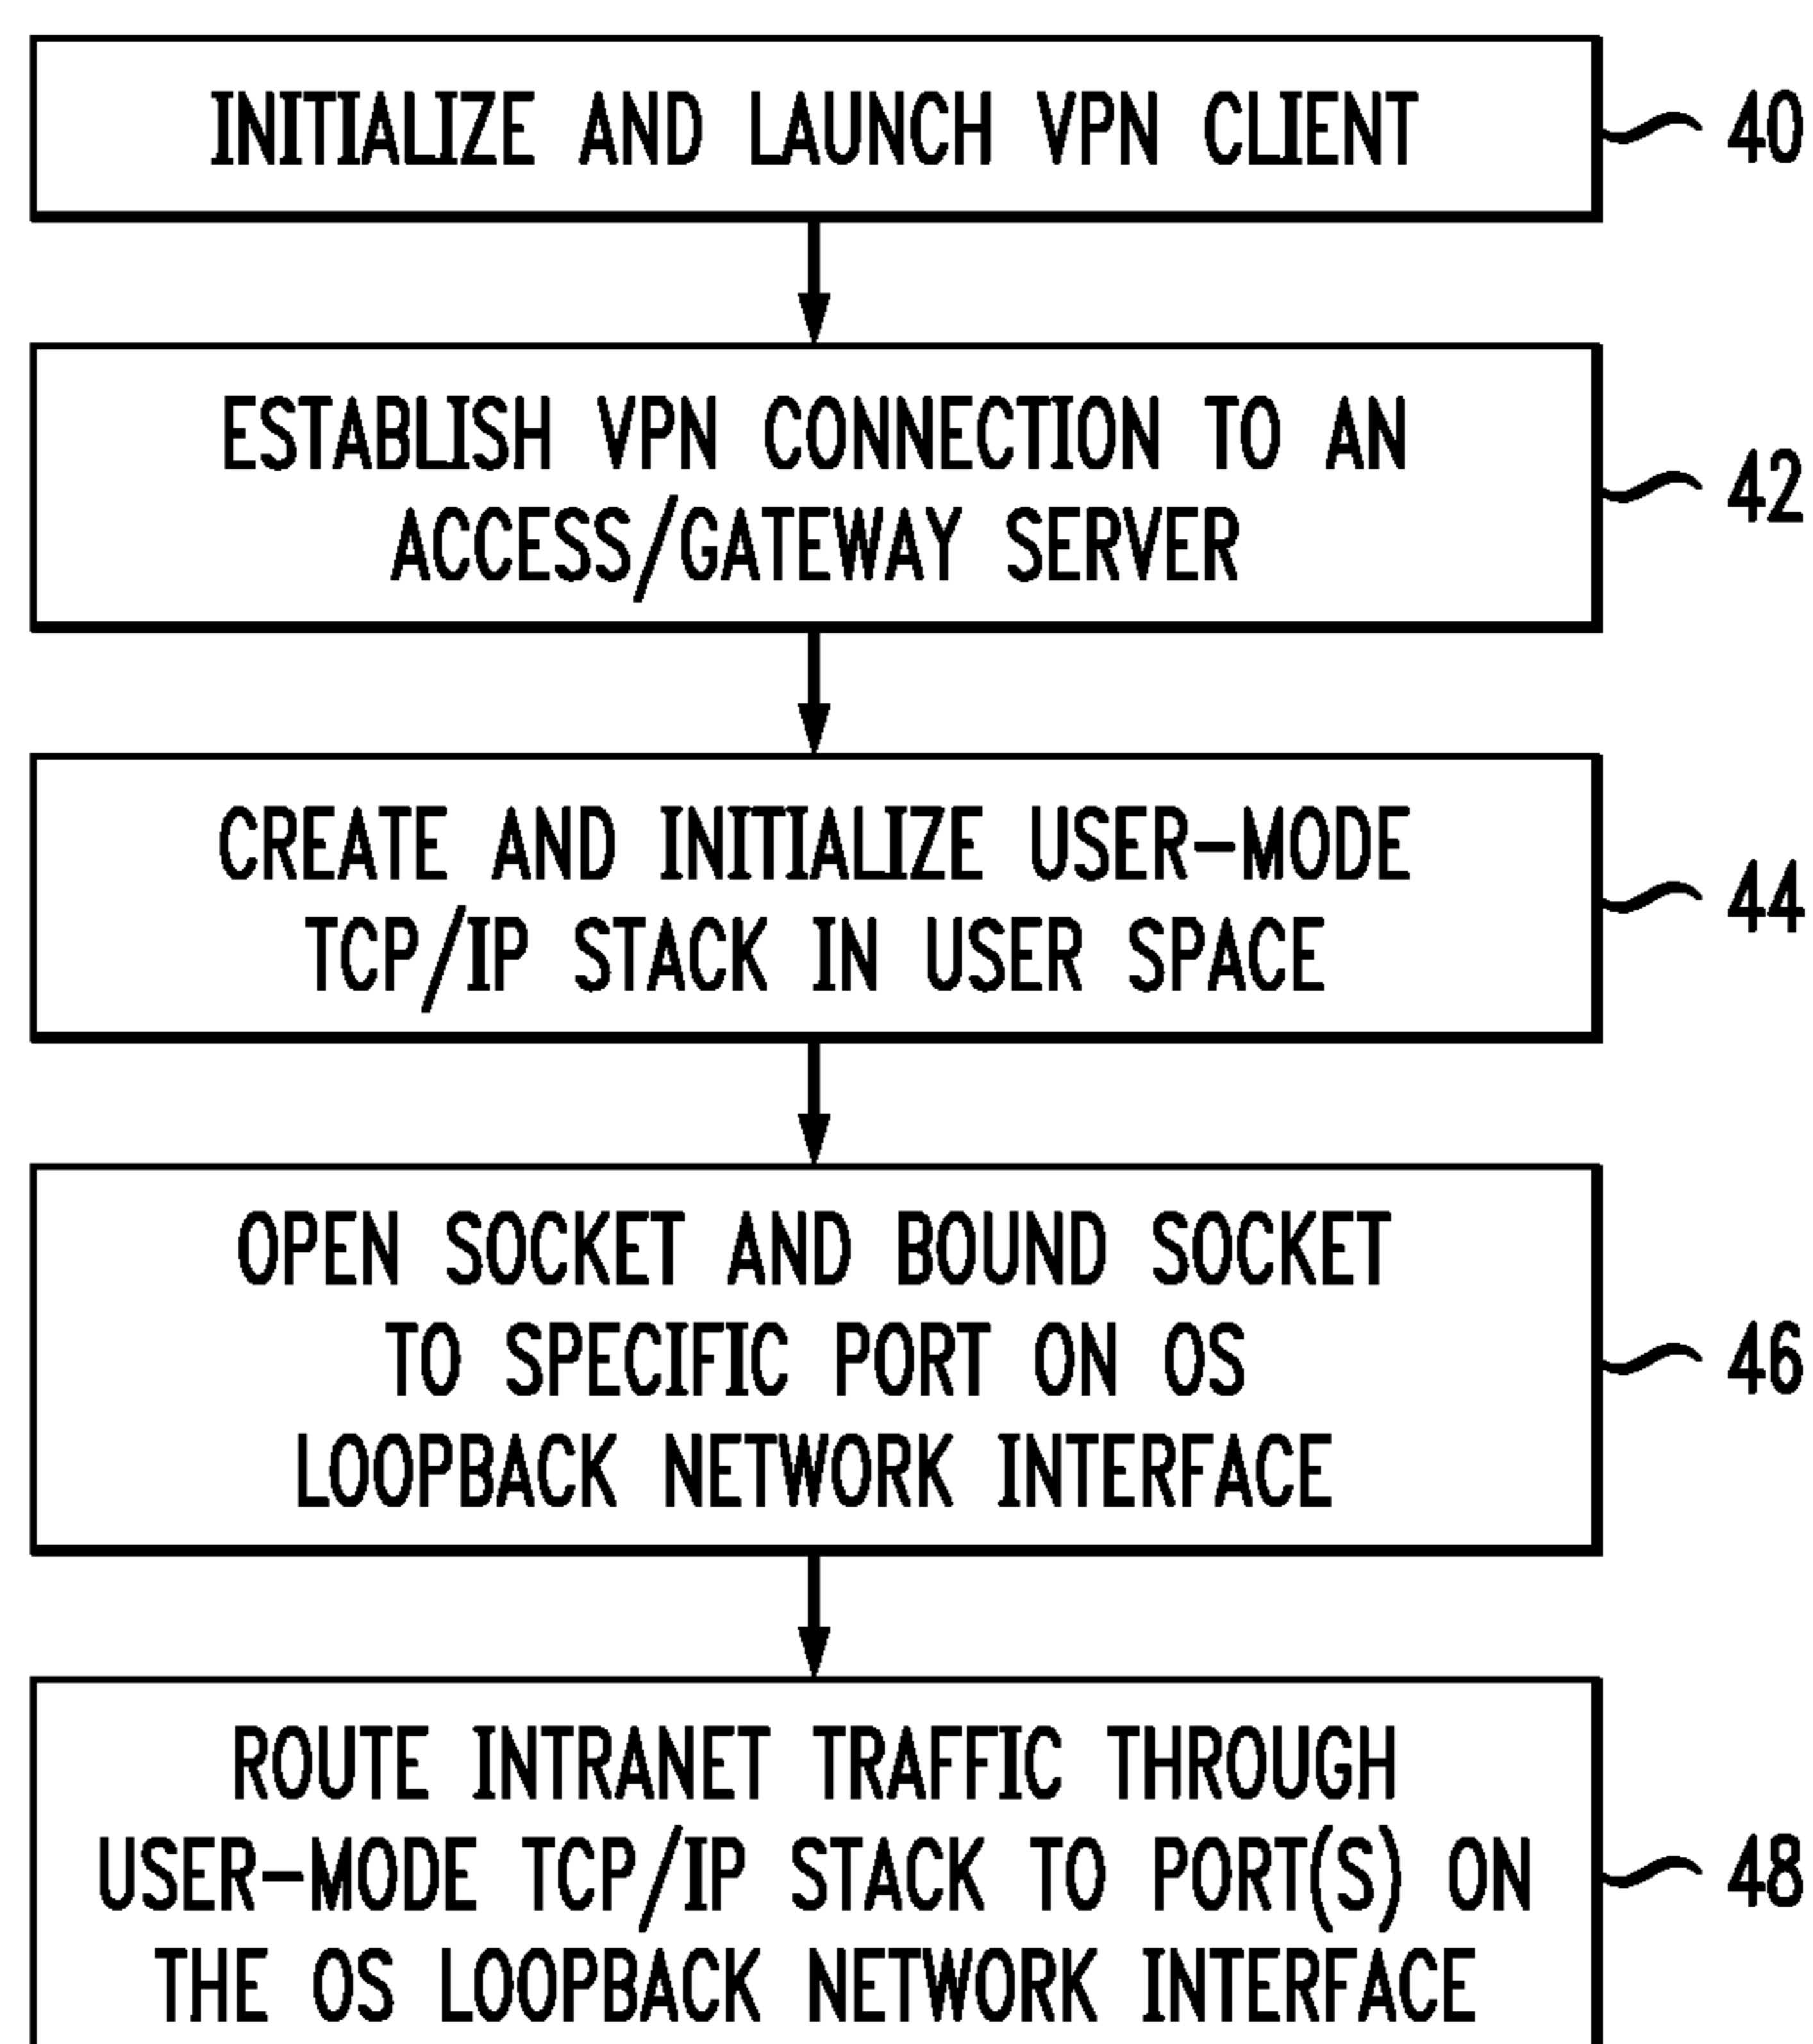 INITIALIZE AND LAUNCH VPN CLIENT
40
ESTABLISH VPN CONNECTION TO AN
ACCESS/GATEWAY SERVER
42
CREATE AND INITIALIZE USER-MODE
TCP/IP STACK IN USER SPACE
44
OPEN SOCKET AND BOUND SOCKET
TO SPECIFIC PORT ON OS
LOOPBACK NETWORK INTERFACE
46
ROUTE INTRANET TRAFFIC THROUGH
USER-MODE TCP/IP STACK TO PORT(S) ON
THE OS LOOPBACK NETWORK INTERFACE
48